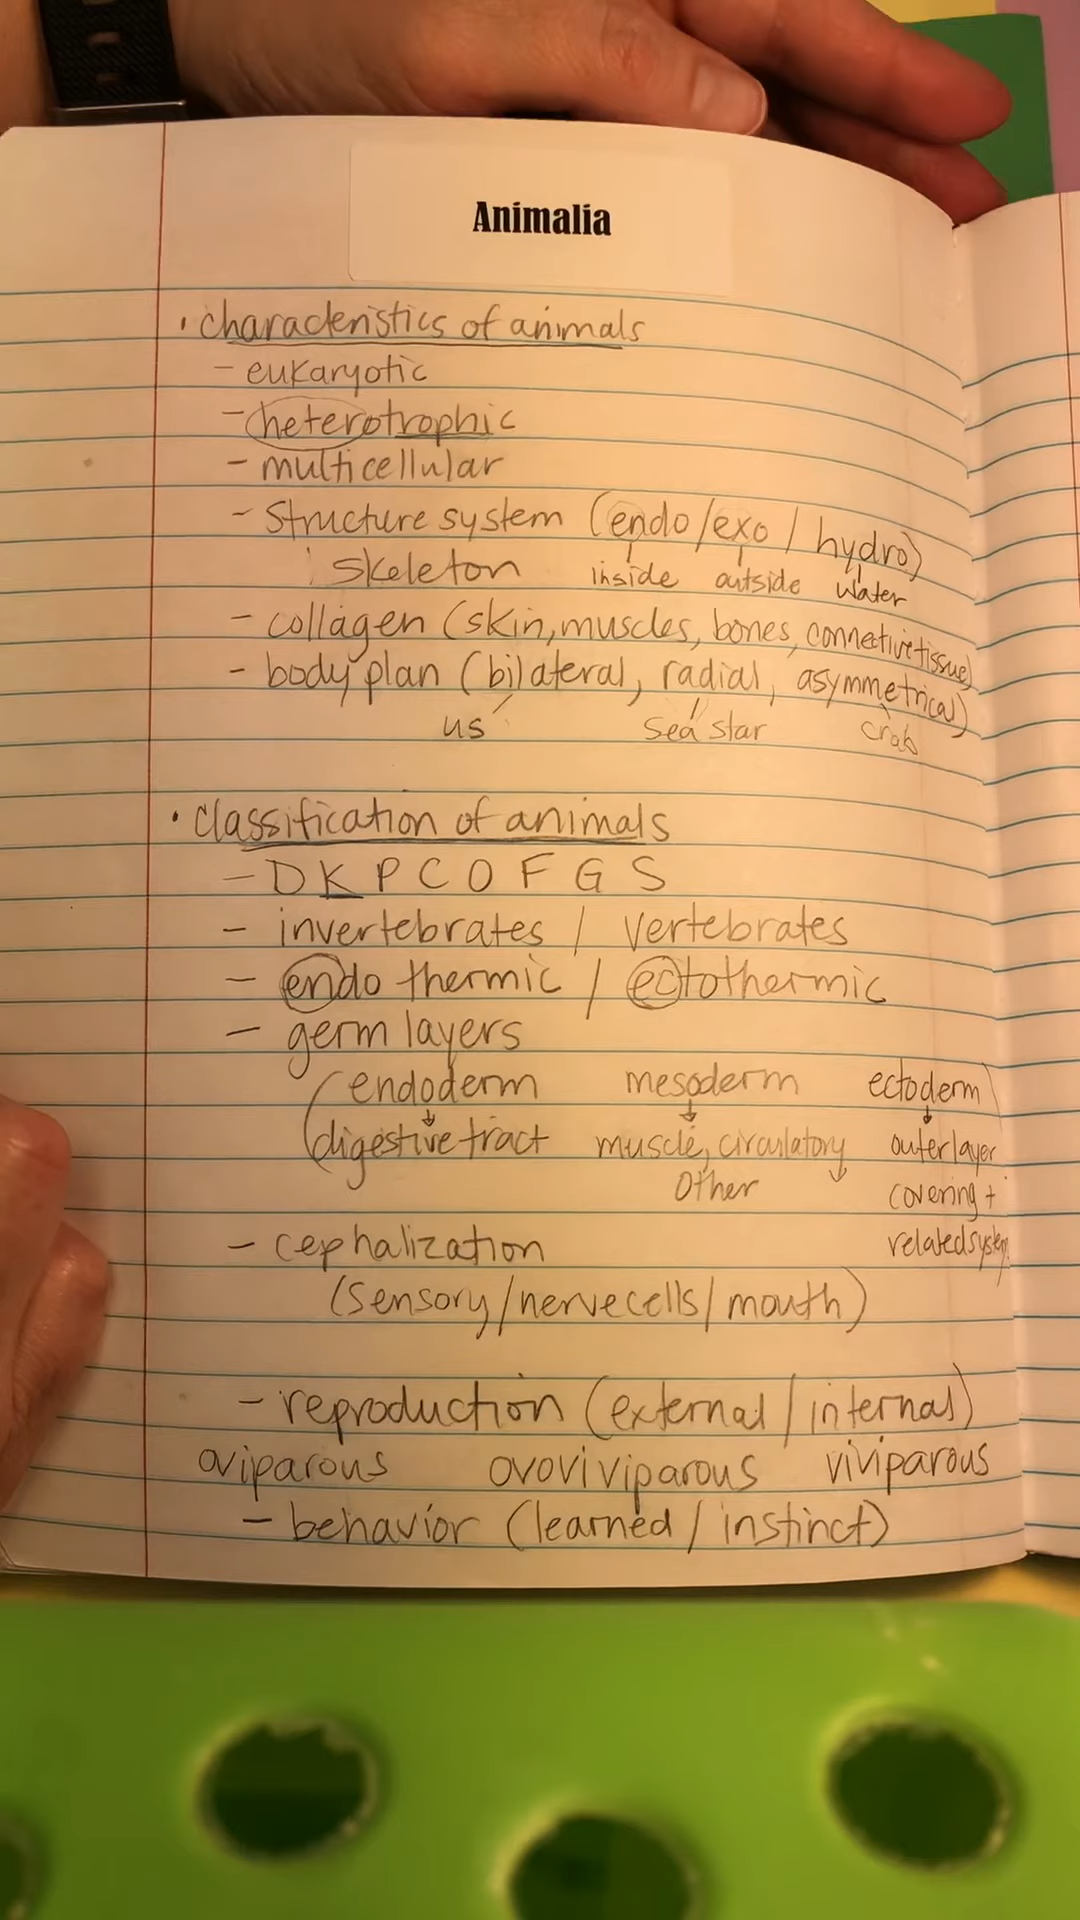 Animalia
• characteristics of animals
- eukaryotic
- heterotrophic
- multicellular
- Structure system (endo/exo/hydro)
skeleton inside outside water
- collagen (skin, muscles, bones, connective tissue)
- body plan (bilateral, radial, asymmetrical)
us sea star crab
• classification of animals
- D K P C O F G S
- invertebrates / vertebrates
- endothermic / ectothermic
- germ layers
(endoderm mesoderm ectoderm
digestive tract muscle, circulatory outer layer
other covering +
- cephalization related system
(sensory/nerve cells/mouth)
- reproduction (external/internal)
oviparous ovoviviparous viviparous
- behavior (learned/instinct)